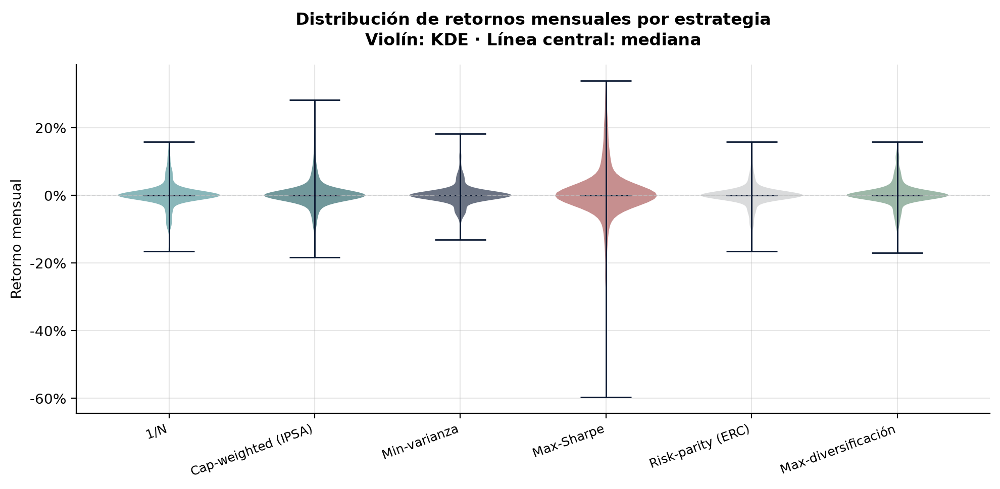 Distribución de retornos mensuales por estrategia
Violín: KDE · Línea central: mediana
Retorno mensual
20%
0%
-20%
-40%
-60%
1/N
Cap-weighted (IPSA)
Min-varianza
Max-Sharpe
Risk-parity (ERC)
Max-diversificación